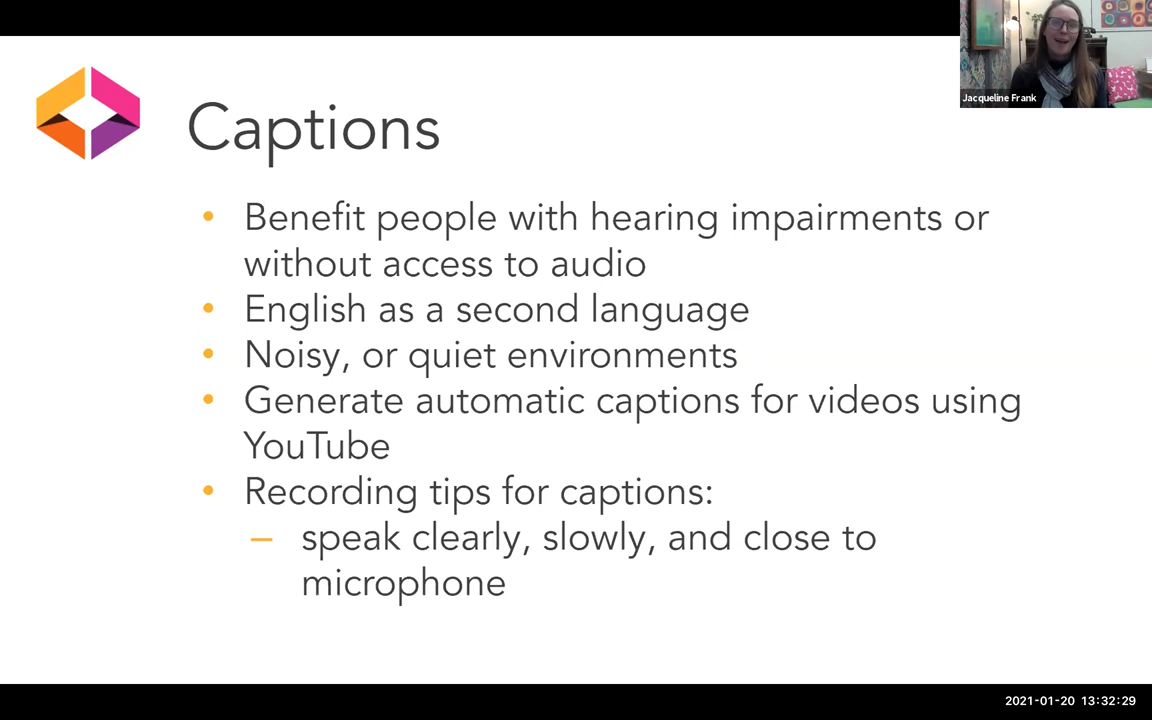 Jacqueline Frank
Captions
• Benefit people with hearing impairments or
without access to audio
• English as a second language
• Noisy, or quiet environments
• Generate automatic captions for videos using
YouTube
• Recording tips for captions:
– speak clearly, slowly, and close to
microphone
2021-01-20 13:32:29